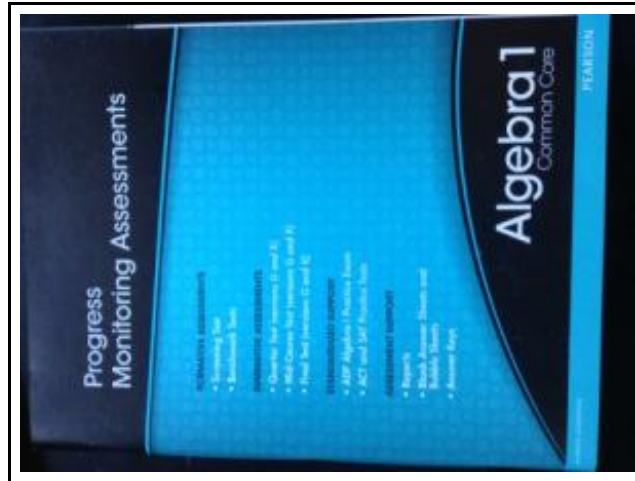 Progress
Monitoring Assessments
FORMATIVE ASSESSMENTS
• Screening Test
• Benchmark Tests
SUMMATIVE ASSESSMENTS
• Quarter Test (versions G and K)
• Mid-Course Test (versions G and K)
• Final Test (versions G and K)
STANDARDIZED SUPPORT
• ADP Algebra I Practice Exam
• ACT and SAT Practice Tests
ASSESSMENT SUPPORT
• Reports
• Blank Answer Sheets and
Bubble Sheets
• Answer Keys
Algebra 1
Common Core
PEARSON